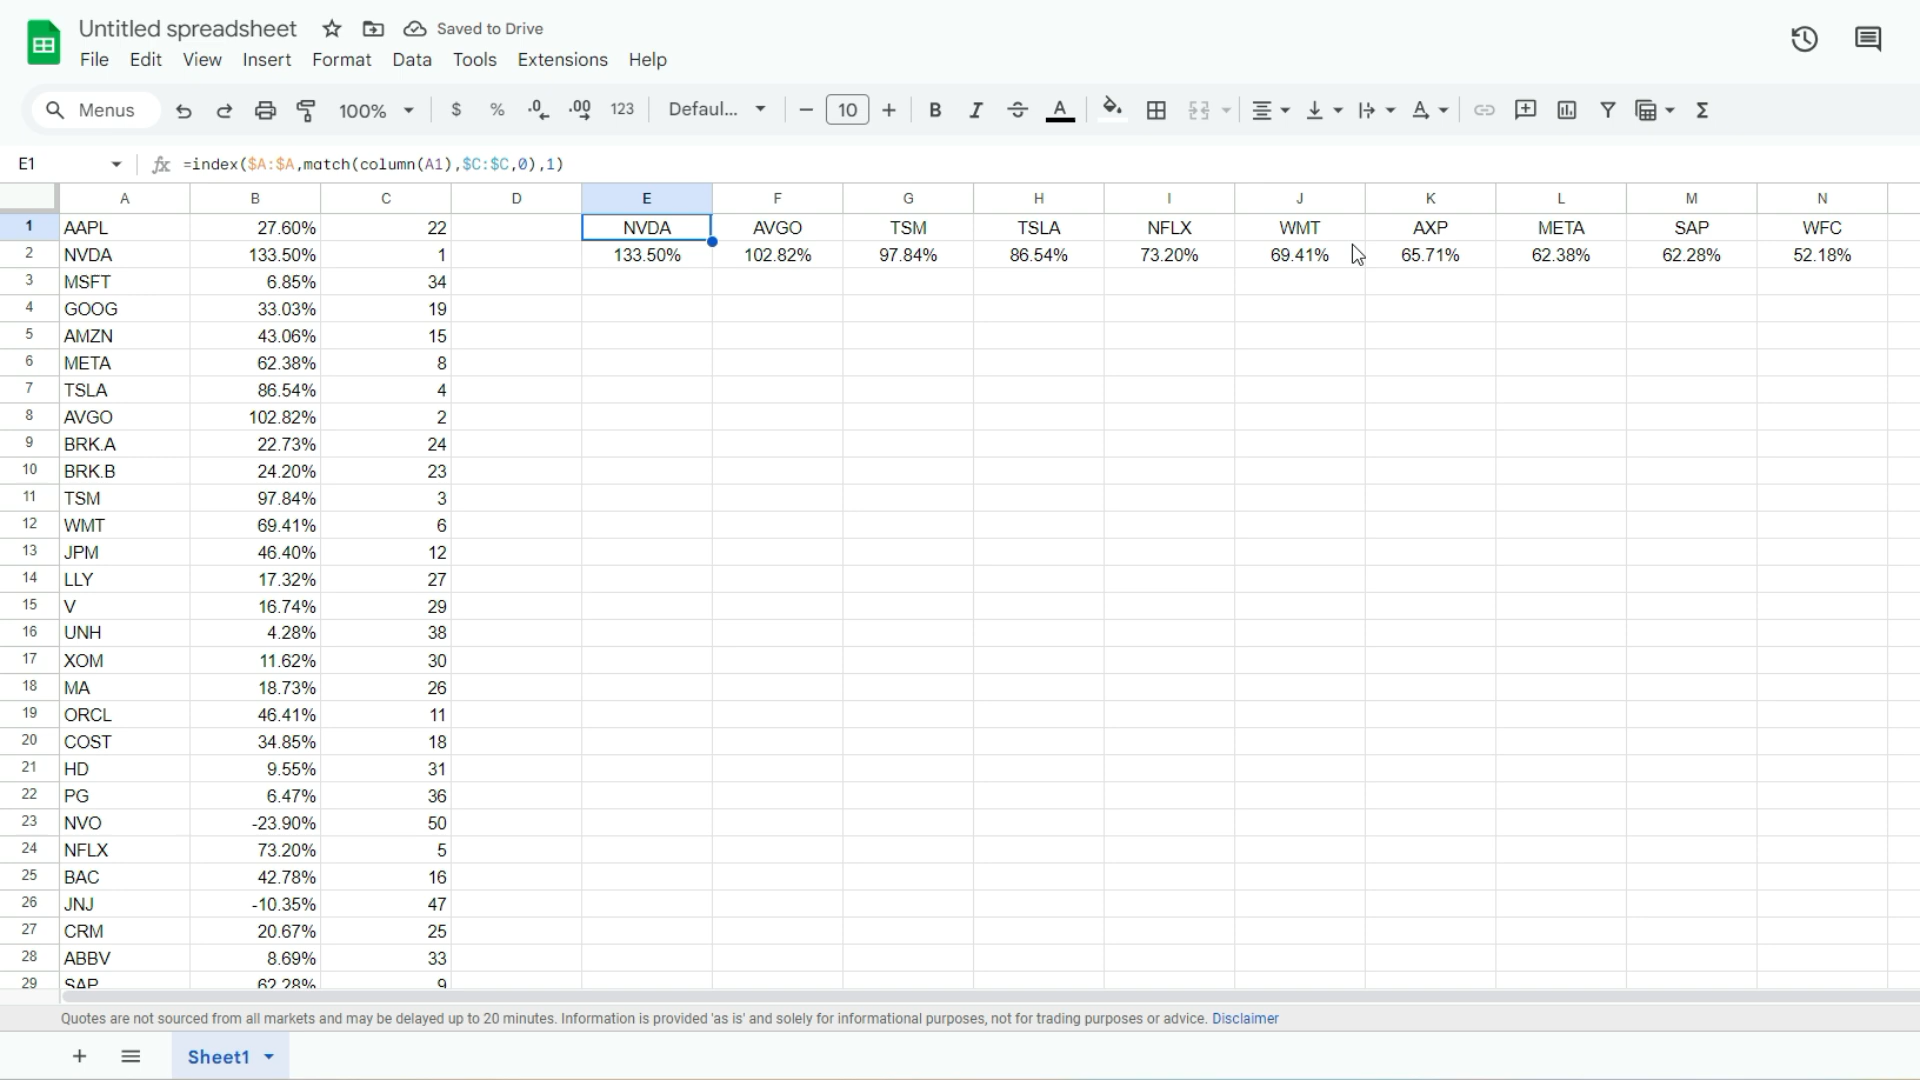 Untitled spreadsheet Saved to Drive
File Edit View Insert Format Data Tools Extensions Help
Menus 100% $ % .0 .00 123 Defaul... − 10 + B I S A Σ
E1 fx =index($A:$A,match(column(A1),$C:$C,0),1)
A B C D E F G H I J K L M N
1 AAPL 27.60% 22 NVDA AVGO TSM TSLA NFLX WMT AXP META SAP WFC
2 NVDA 133.50% 1 133.50% 102.82% 97.84% 86.54% 73.20% 69.41% 65.71% 62.38% 62.28% 52.18%
3 MSFT 6.85% 34
4 GOOG 33.03% 19
5 AMZN 43.06% 15
6 META 62.38% 8
7 TSLA 86.54% 4
8 AVGO 102.82% 2
9 BRK.A 22.73% 24
10 BRK.B 24.20% 23
11 TSM 97.84% 3
12 WMT 69.41% 6
13 JPM 46.40% 12
14 LLY 17.32% 27
15 V 16.74% 29
16 UNH 4.28% 38
17 XOM 11.62% 30
18 MA 18.73% 26
19 ORCL 46.41% 11
20 COST 34.85% 18
21 HD 9.55% 31
22 PG 6.47% 36
23 NVO -23.90% 50
24 NFLX 73.20% 5
25 BAC 42.78% 16
26 JNJ -10.35% 47
27 CRM 20.67% 25
28 ABBV 8.69% 33
29 SAP 62.28% 9
Quotes are not sourced from all markets and may be delayed up to 20 minutes. Information is provided 'as is' and solely for informational purposes, not for trading purposes or advice. Disclaimer
+ Sheet1